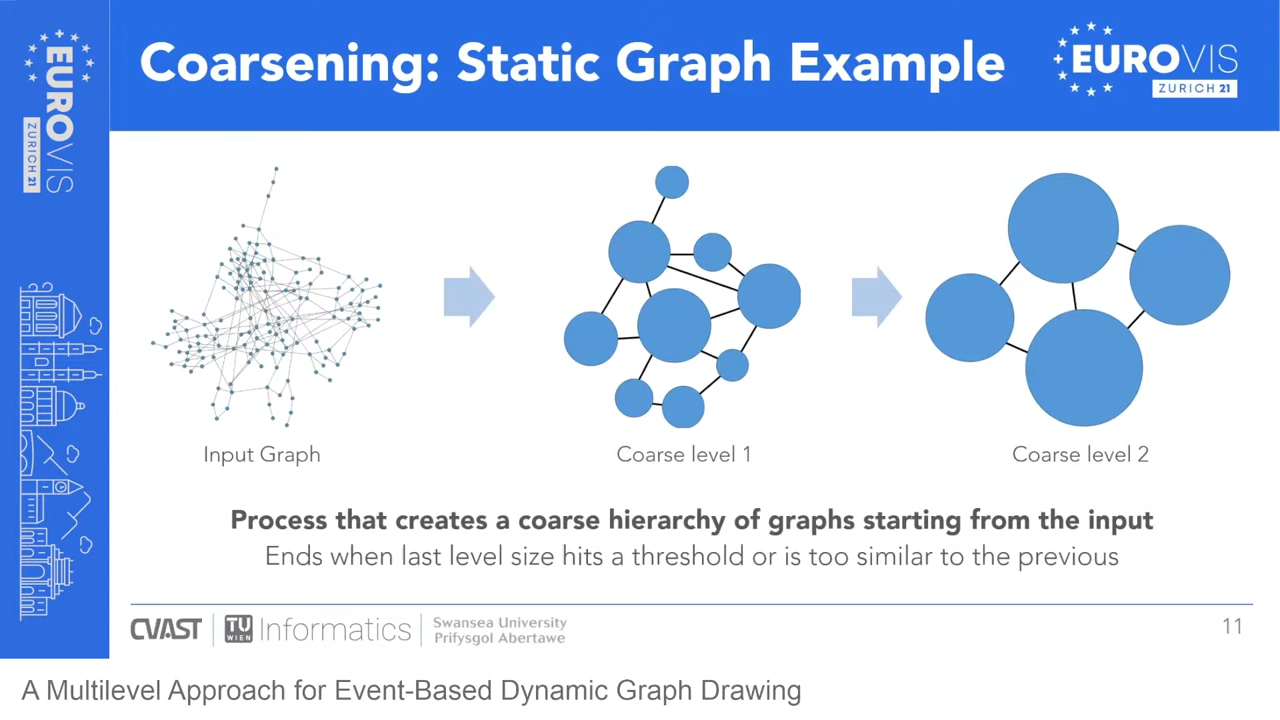 Coarsening: Static Graph Example
EUROVIS
ZURICH 21
EUROVIS
ZURICH 21
Input Graph
Coarse level 1
Coarse level 2
Process that creates a coarse hierarchy of graphs starting from the input
Ends when last level size hits a threshold or is too similar to the previous
CVAST
TU
WIEN
Informatics
Swansea University
Prifysgol Abertawe
11
A Multilevel Approach for Event-Based Dynamic Graph Drawing